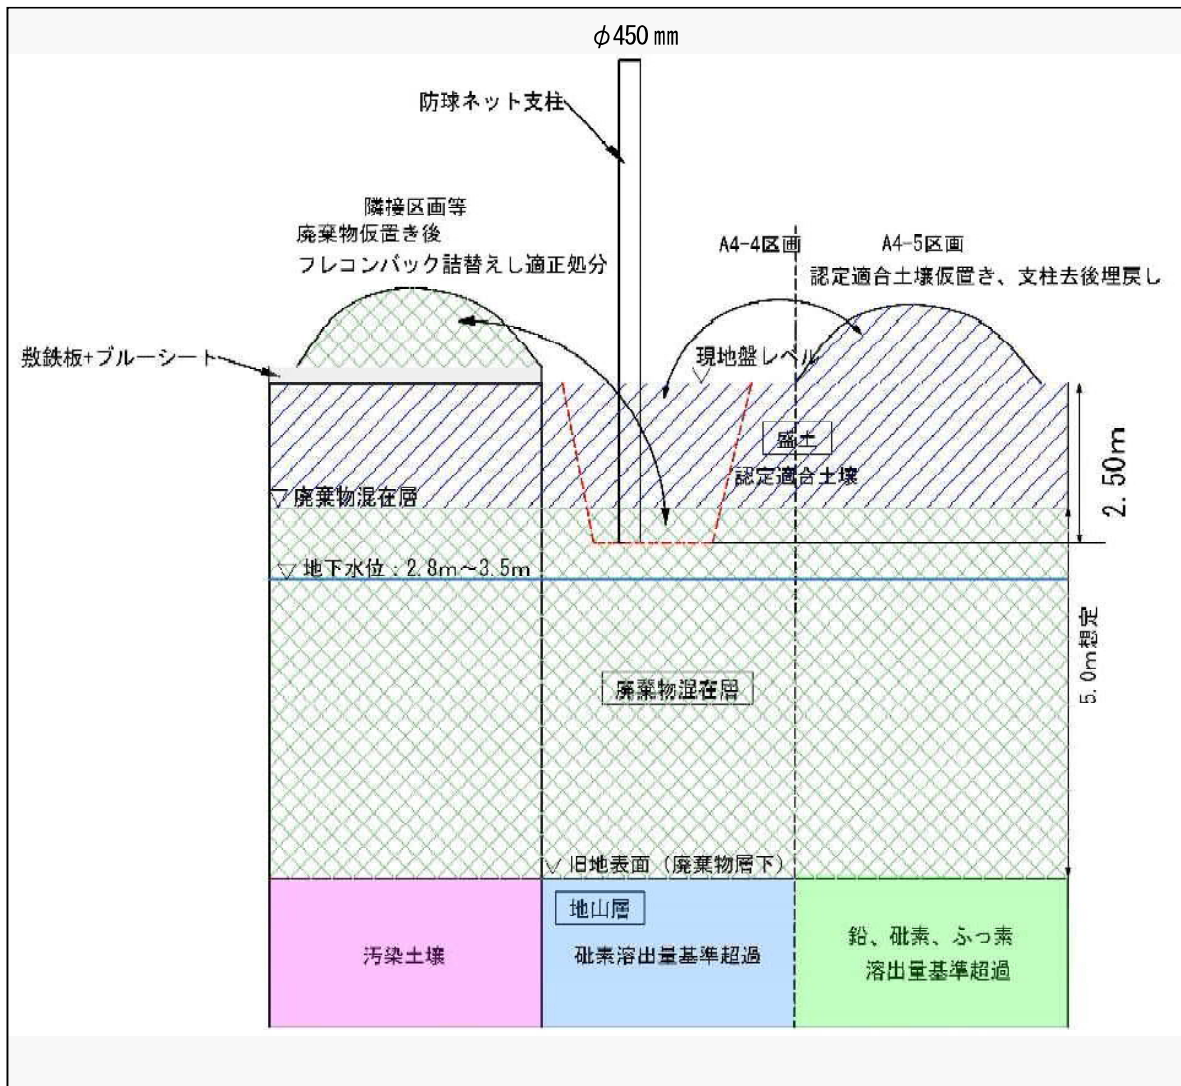 φ450㎜
防球ネット支柱
隣接区画等
廃棄物仮置き後
フレコンバック詰替えし適正処分
A4-4区画
A4-5区画
認定適合土壌仮置き、支柱去後埋戻し
敷鉄板+ブルーシート
現地盤レベル
盛土
認定適合土壌
2.50m
廃棄物混在層
地下水位：2.8m～3.5m
5.0m想定
廃棄物混在層
旧地表面（廃棄物層下）
地山層
汚染土壌
砒素溶出量基準超過
鉛、砒素、ふっ素
溶出量基準超過